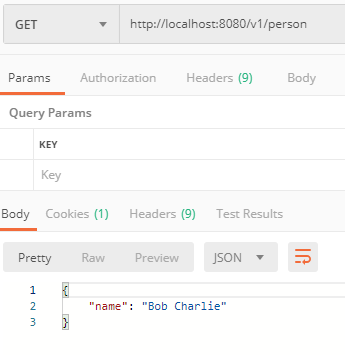 GET http://localhost:8080/v1/person
Params Authorization Headers (9) Body
Query Params
KEY
Key
Body Cookies (1) Headers (9) Test Results
Pretty Raw Preview JSON
1 {
2 "name": "Bob Charlie"
3 }